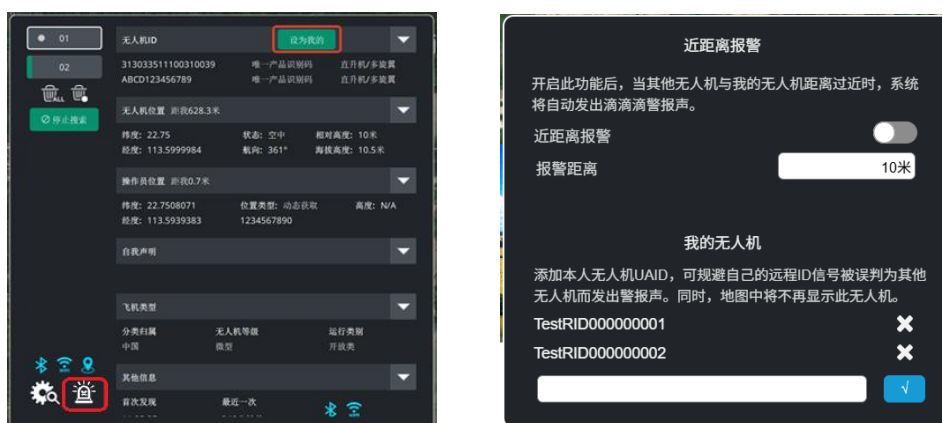 01
02
ALL
停止搜索
无人机ID 设为我的
313033511100310039 唯一产品识别码 直升机/多旋翼
ABCD123456789 唯一产品识别码 直升机/多旋翼
无人机位置 距我628.3米
纬度: 22.75 状态: 空中 相对高度: 10米
经度: 113.5999984 航向: 361° 海拔高度: 10.5米
操作员位置 距我0.7米
纬度: 22.7508071 位置类型: 动态获取 高度: N/A
经度: 113.5939383 1234567890
自我声明
飞机类型
分类归属 无人机等级 运行类别
中国 微型 开放类
其他信息
首次发现 最近一次
近距离报警
开启此功能后，当其他无人机与我的无人机距离过近时，系统
将自动发出滴滴滴警报声。
近距离报警
报警距离 10米
我的无人机
添加本人无人机UAID，可规避自己的远程ID信号被误判为其他
无人机而发出警报声。同时，地图中将不再显示此无人机。
TestRID000000001
TestRID000000002
√